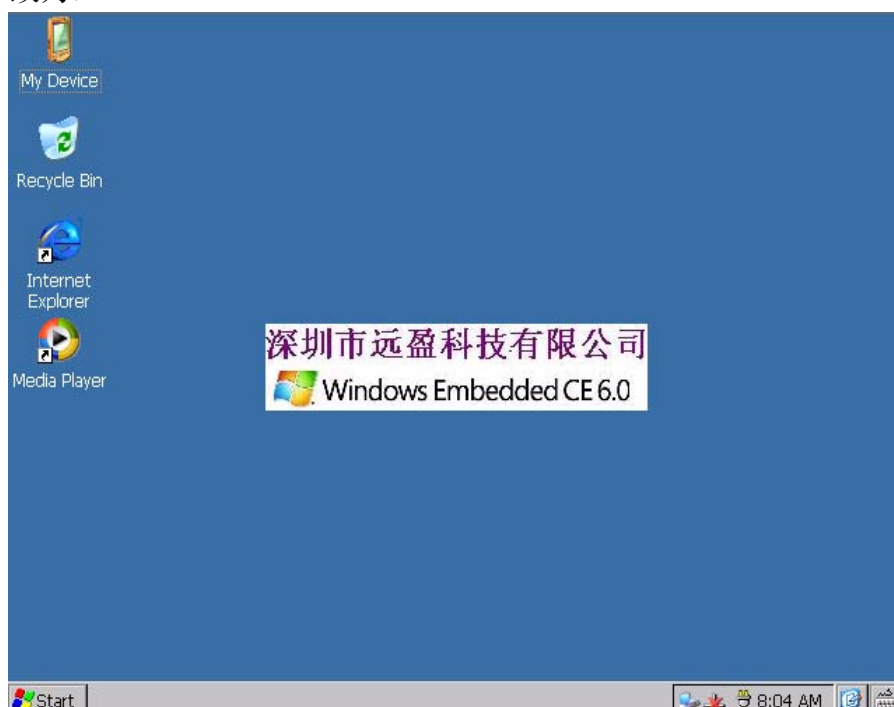 My Device
Recycle Bin
Internet
Explorer
Media Player
深圳市远盈科技有限公司
Windows Embedded CE 6.0
Start
8:04 AM